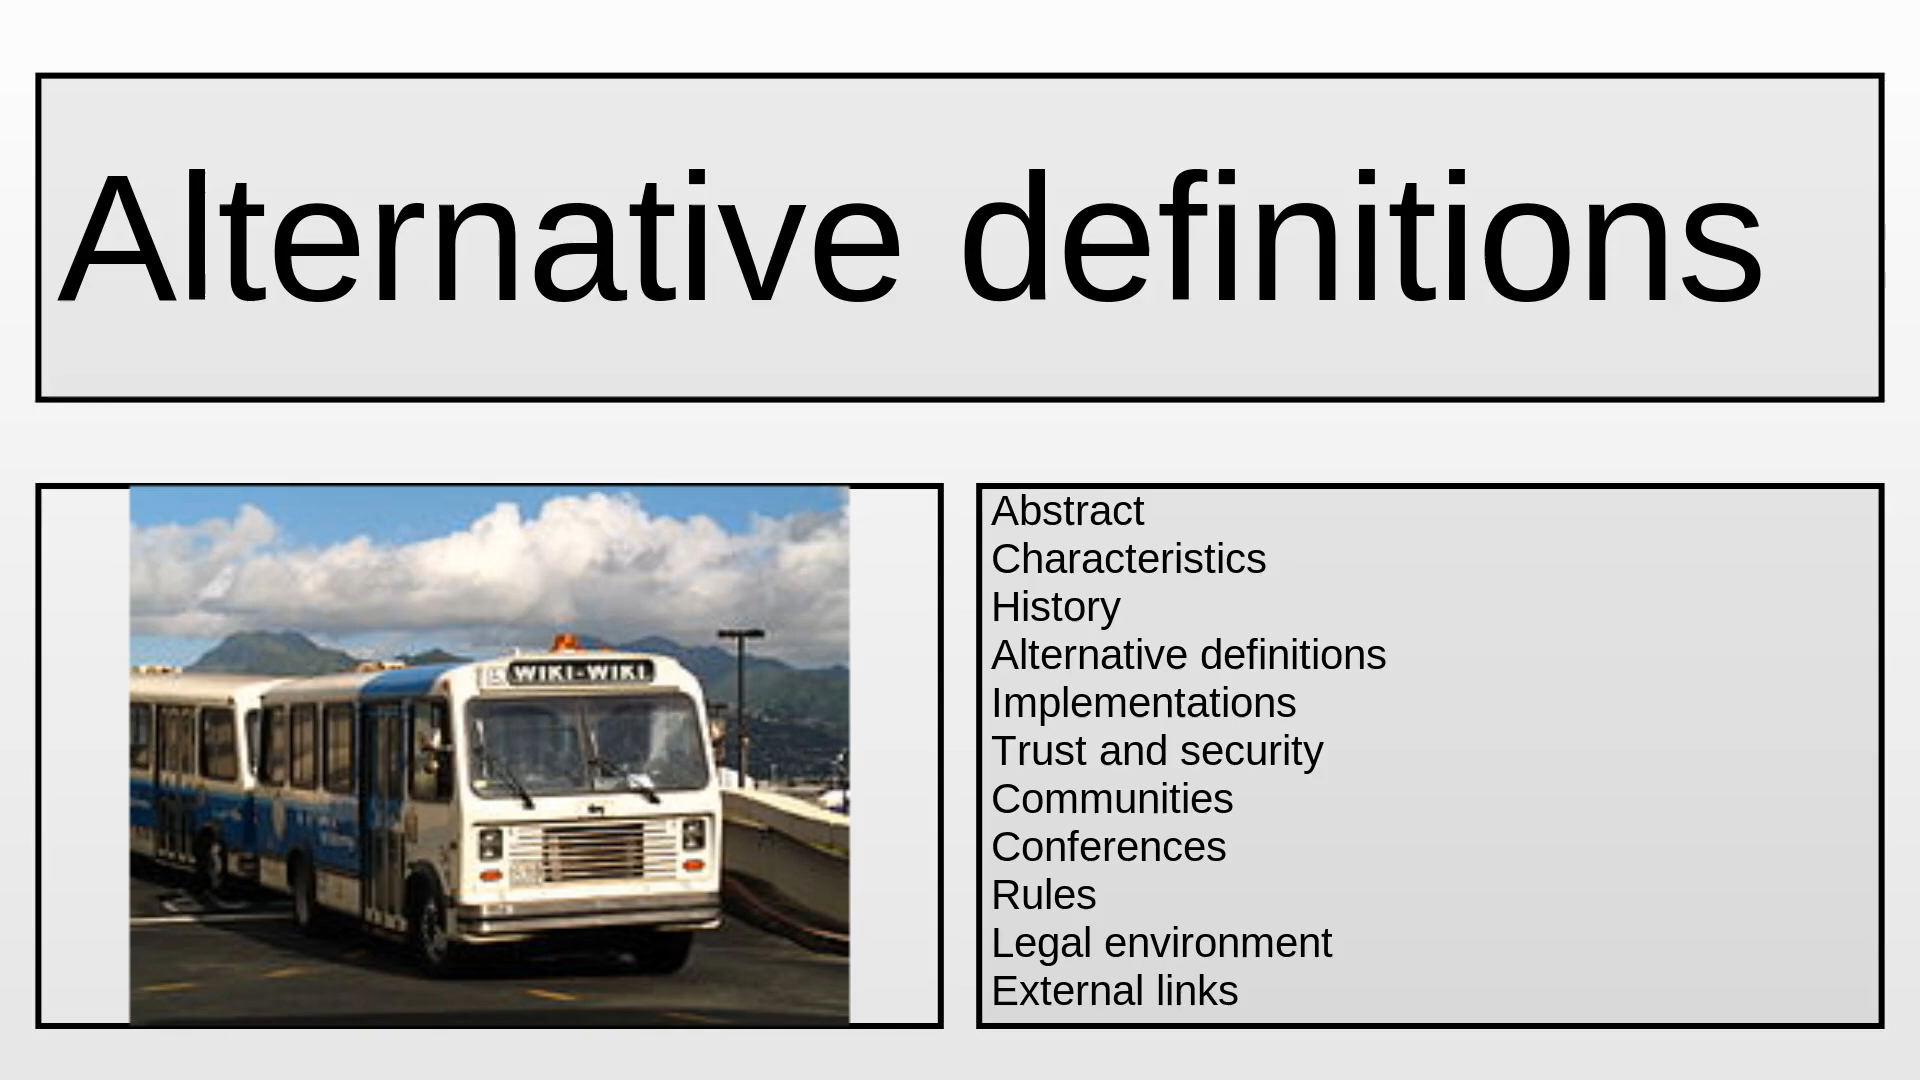 Alternative definitions
WIKI-WIKI
Abstract
Characteristics
History
Alternative definitions
Implementations
Trust and security
Communities
Conferences
Rules
Legal environment
External links